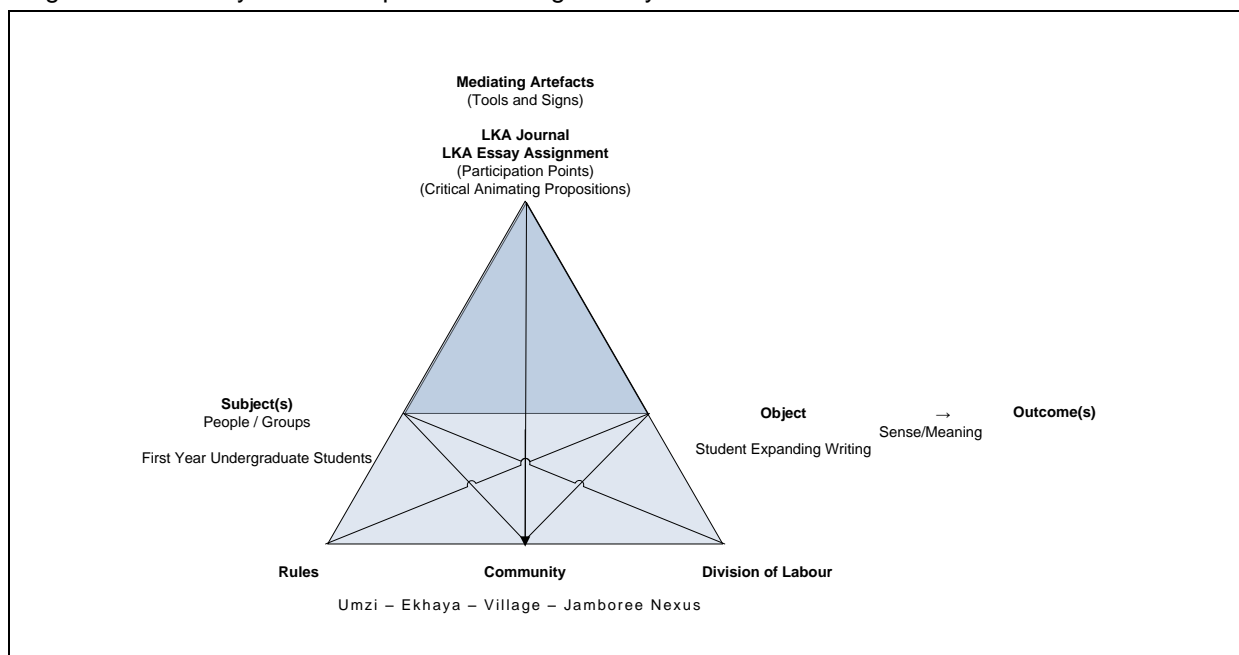 Mediating Artefacts
(Tools and Signs)
LKA Journal
LKA Essay Assignment
(Participation Points)
(Critical Animating Propositions)
Subject(s)
People / Groups
First Year Undergraduate Students
Object
Student Expanding Writing
→
Sense/Meaning
Outcome(s)
Rules
Community
Division of Labour
Umzi – Ekhaya – Village – Jamboree Nexus